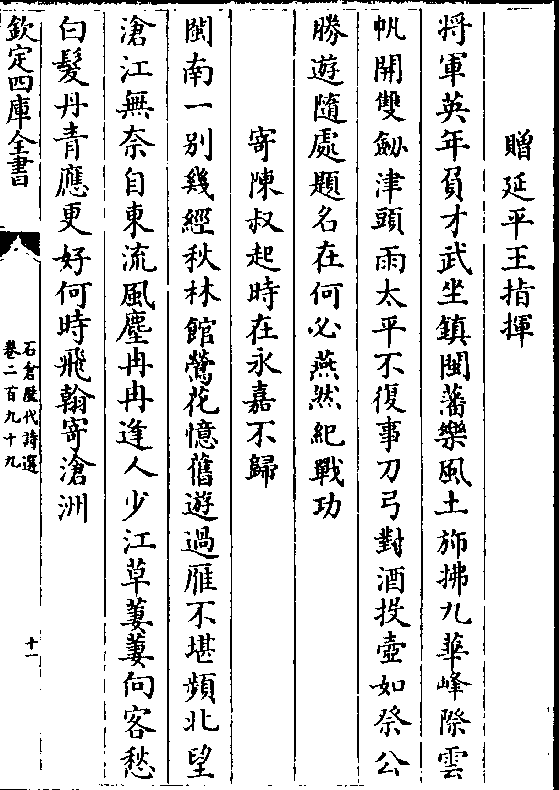 贈延平王指揮
將軍英年負才武坐鎮閩藩樂風土旆拂九華峰際雲
帆開雙劔津頭雨太平不復事刀弓對酒投壺如祭公
勝遊隨處題名在何必燕然紀戰功
寄陳叔起時在永嘉不歸
閩南一别幾經秋林館鶯花憶舊遊過雁不堪頻北望
滄江無奈自東流風塵冉冉逢人少江草萋萋向客愁
白髮丹青應更好何時飛翰寄滄洲
欽定四庫全書
石倉歴代詩選
卷二百九十九
十一